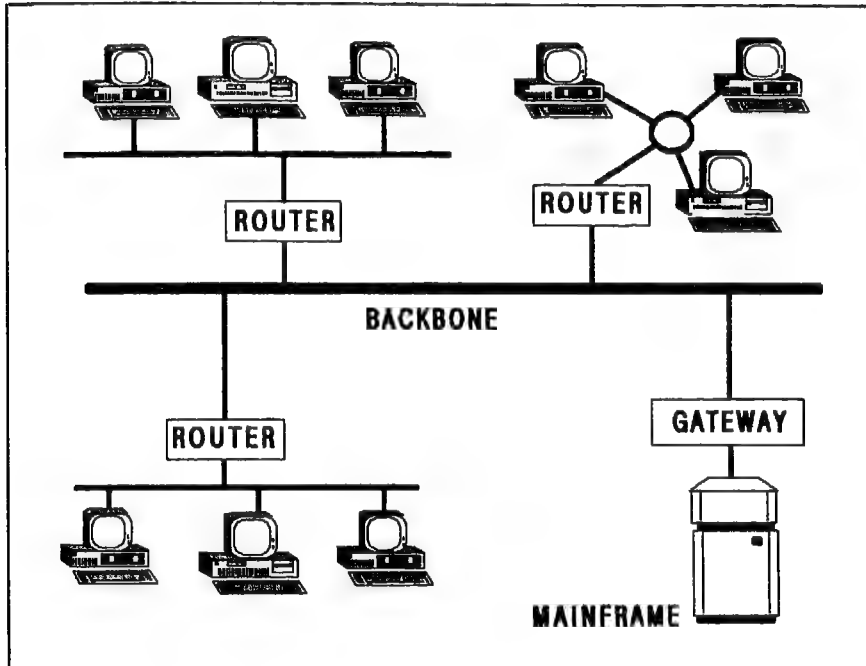 ROUTER
ROUTER
BACKBONE
ROUTER
GATEWAY
MAINFRAME